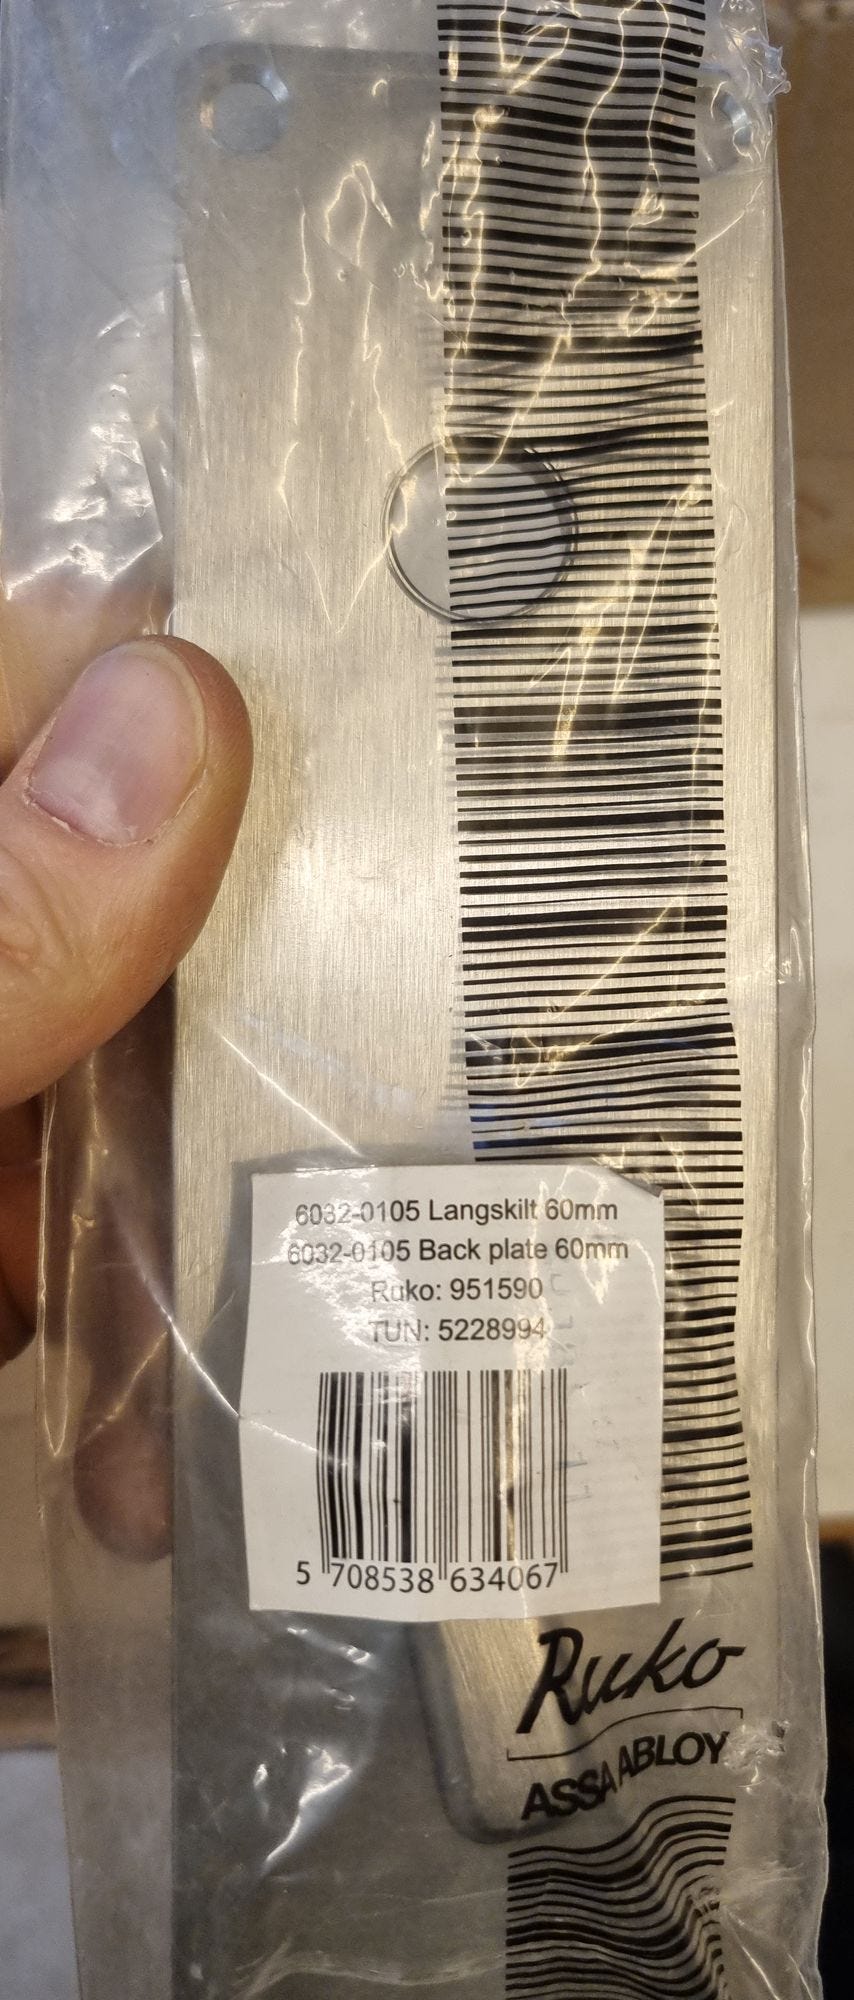 6032-0105 Langskilt 60mm
6032-0105 Back plate 60mm
Ruko: 951590
TUN: 5228994
5 708538 634067
Ruko
ASSA ABLOY